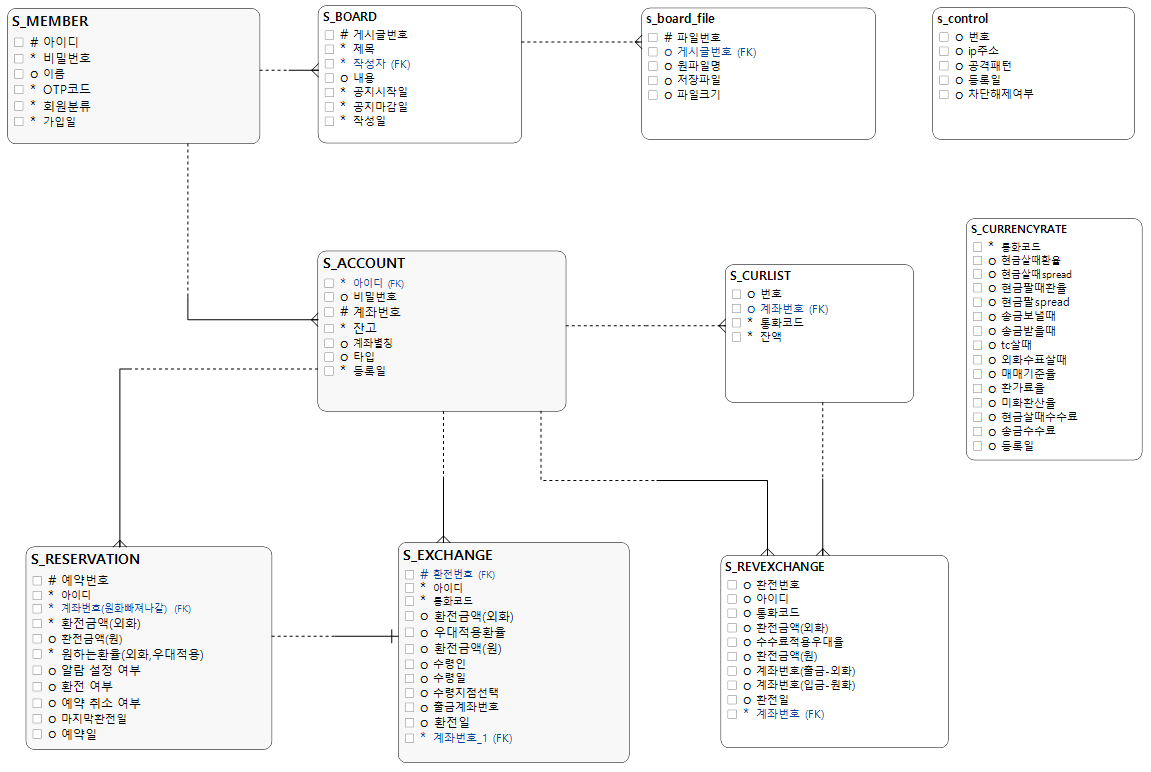 S_MEMBER
# 아이디
* 비밀번호
o 이름
* OTP코드
* 회원분류
* 가입일
S_BOARD
# 게시글번호
* 제목
* 작성자 (FK)
o 내용
* 공지시작일
* 공지마감일
* 작성일
s_board_file
# 파일번호
o 게시글번호 (FK)
o 원파일명
o 저장파일
o 파일크기
s_control
o 번호
o ip주소
o 공격패턴
o 등록일
o 차단해제여부
S_ACCOUNT
* 아이디 (FK)
o 비밀번호
# 계좌번호
* 잔고
o 계좌별칭
o 타입
* 등록일
S_CURLIST
o 번호
o 계좌번호 (FK)
* 통화코드
* 잔액
S_CURRENCYRATE
* 통화코드
o 현금살때환율
o 현금살때spread
o 현금팔때환율
o 현금팔spread
o 송금보낼때
o 송금받을때
o tc살때
o 외화수표살때
o 매매기준율
o 환가료율
o 미화환산율
o 현금살때수수료
o 송금수수료
o 등록일
S_RESERVATION
# 예약번호
* 아이디
* 계좌번호(원화빠져나갈) (FK)
* 환전금액(외화)
o 환전금액(원)
* 원하는환율(외화,우대적용)
o 알람 설정 여부
o 환전 여부
o 예약 취소 여부
o 마지막환전일
o 예약일
S_EXCHANGE
# 환전번호 (FK)
* 아이디
* 통화코드
o 환전금액(외화)
o 우대적용환율
o 환전금액(원)
o 수령인
o 수령일
o 수령지점선택
o 출금계좌번호
o 환전일
* 계좌번호_1 (FK)
S_REVEXCHANGE
o 환전번호
o 아이디
o 통화코드
o 환전금액(외화)
o 수수료적용우대율
o 환전금액(원)
o 계좌번호(출금-외화)
o 계좌번호(입금-원화)
o 환전일
* 계좌번호 (FK)